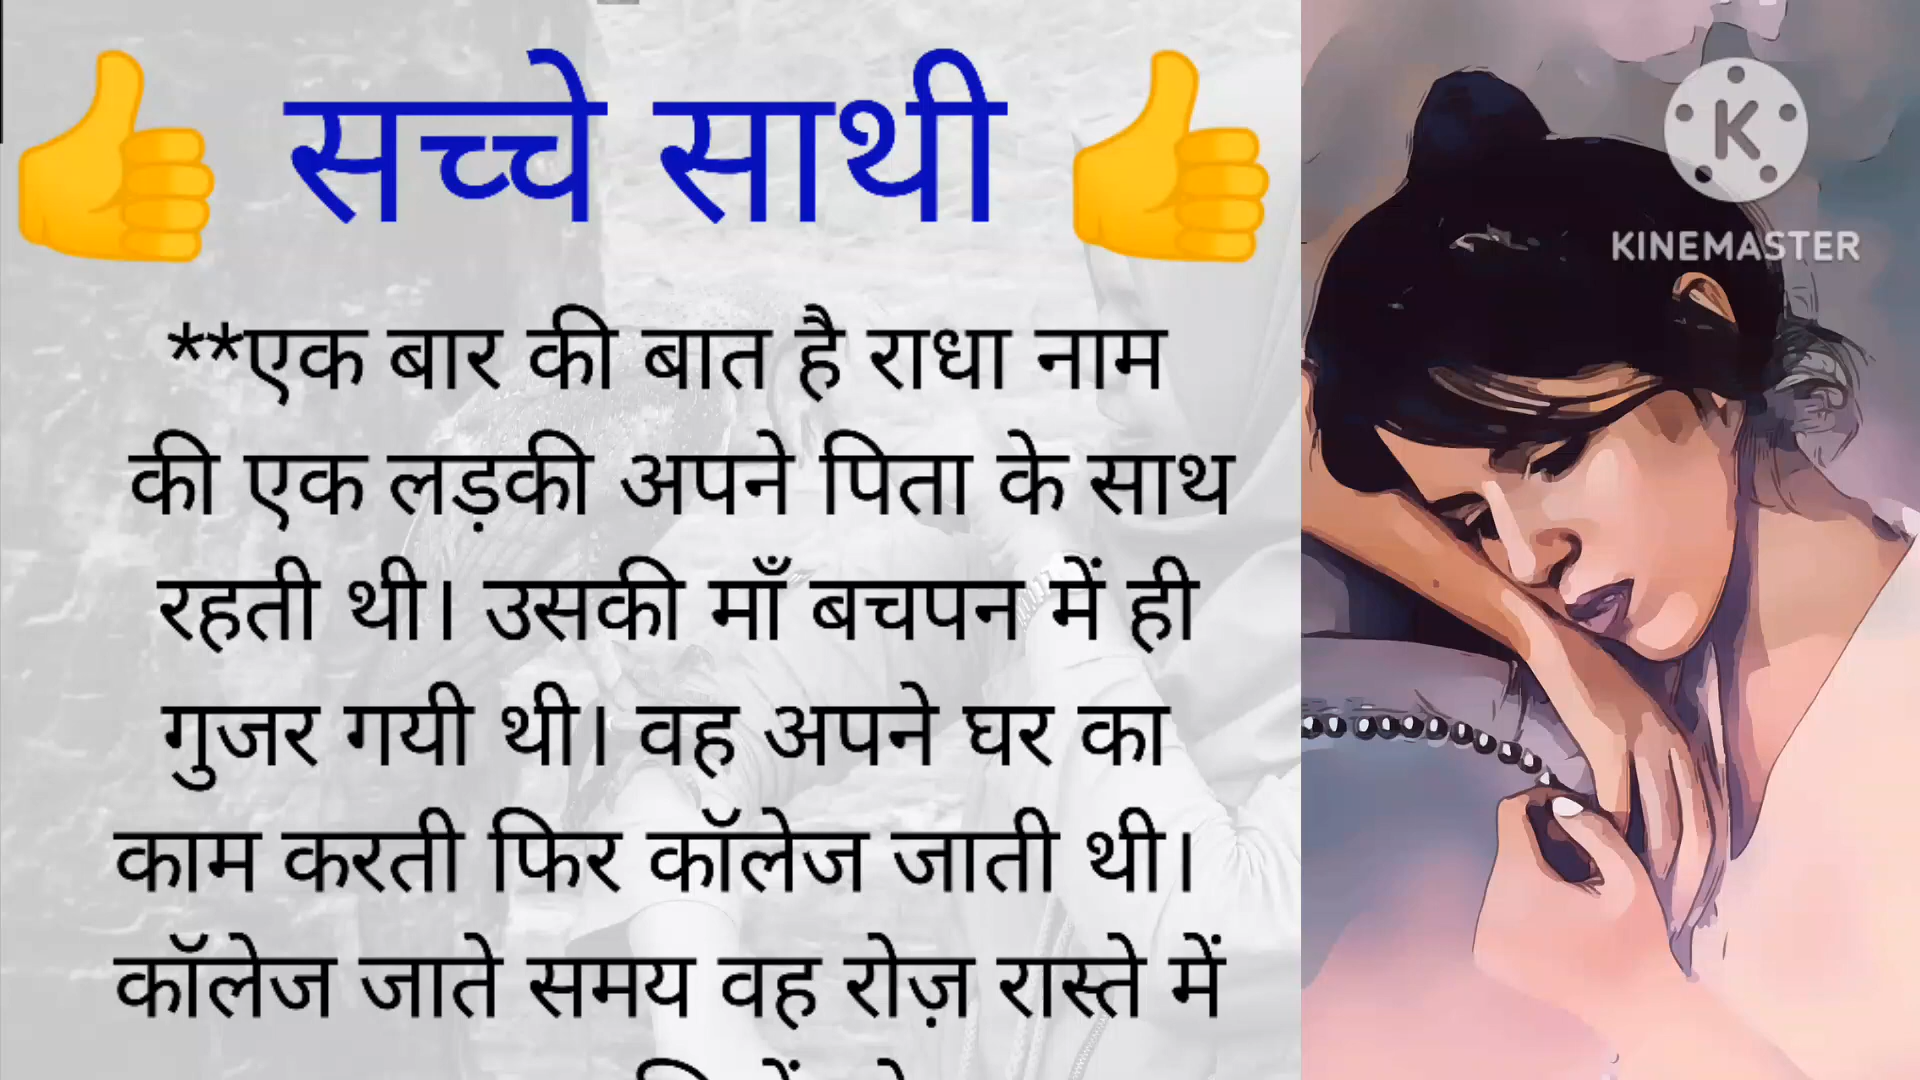 👍 सच्चे साथी 👍
**एक बार की बात है राधा नाम
की एक लड़की अपने पिता के साथ
रहती थी। उसकी माँ बचपन में ही
गुजर गयी थी। वह अपने घर का
काम करती फिर कॉलेज जाती थी।
कॉलेज जाते समय वह रोज़ रास्ते में
K
KINEMASTER